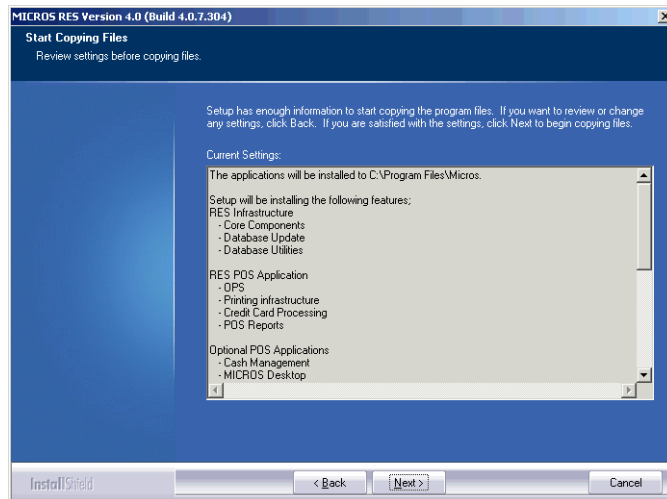 MICROS RES Version 4.0 (Build 4.0.7.304)
Start Copying Files
Review settings before copying files.
Setup has enough information to start copying the program files. If you want to review or change
any settings, click Back. If you are satisfied with the settings, click Next to begin copying files.
Current Settings:
The applications will be installed to C:\Program Files\Micros.
Setup will be installing the following features;
RES Infrastructure
- Core Components
- Database Update
- Database Utilities
RES POS Application
- OPS
- Printing infrastructure
- Credit Card Processing
- POS Reports
Optional POS Applications
- Cash Management
- MICROS Desktop
InstallShield
< Back
Next >
Cancel